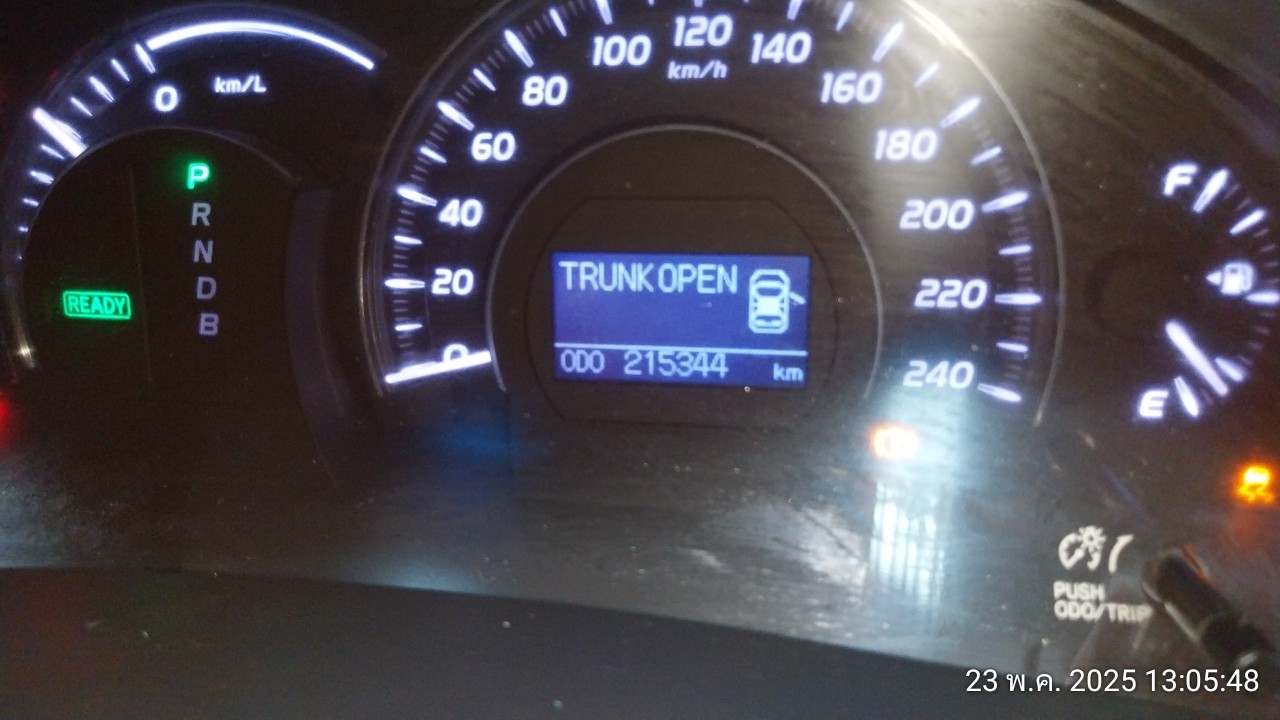 120
100
140
km/h
80
160
60
180
40
200
20
220
0
240
0
km/L
P
R
N
D
B
READY
TRUNK OPEN
ODO 215344 km
F
E
PUSH
ODO/TRIP
23 พ.ค. 2025 13:05:48